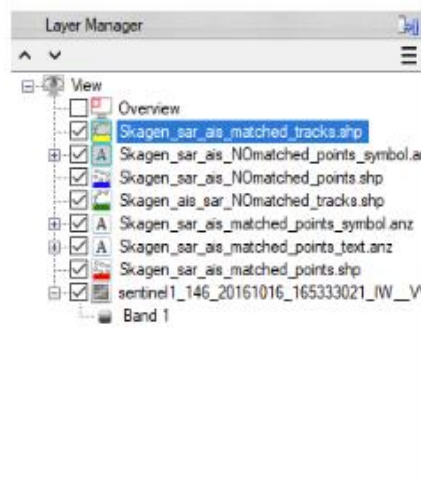 Layer Manager
View
Overview
Skagen_sar_ais_matched_tracks.shp
A Skagen_sar_ais_NOmatched_points_symbol.a
Skagen_sar_ais_NOmatched_points.shp
Skagen_ais_sar_NOmatched_tracks.shp
A Skagen_sar_ais_matched_points_symbol.anz
A Skagen_sar_ais_matched_points_text.anz
Skagen_sar_ais_matched_points.shp
sentinel1_146_20161016_165333021_IW__V
Band 1